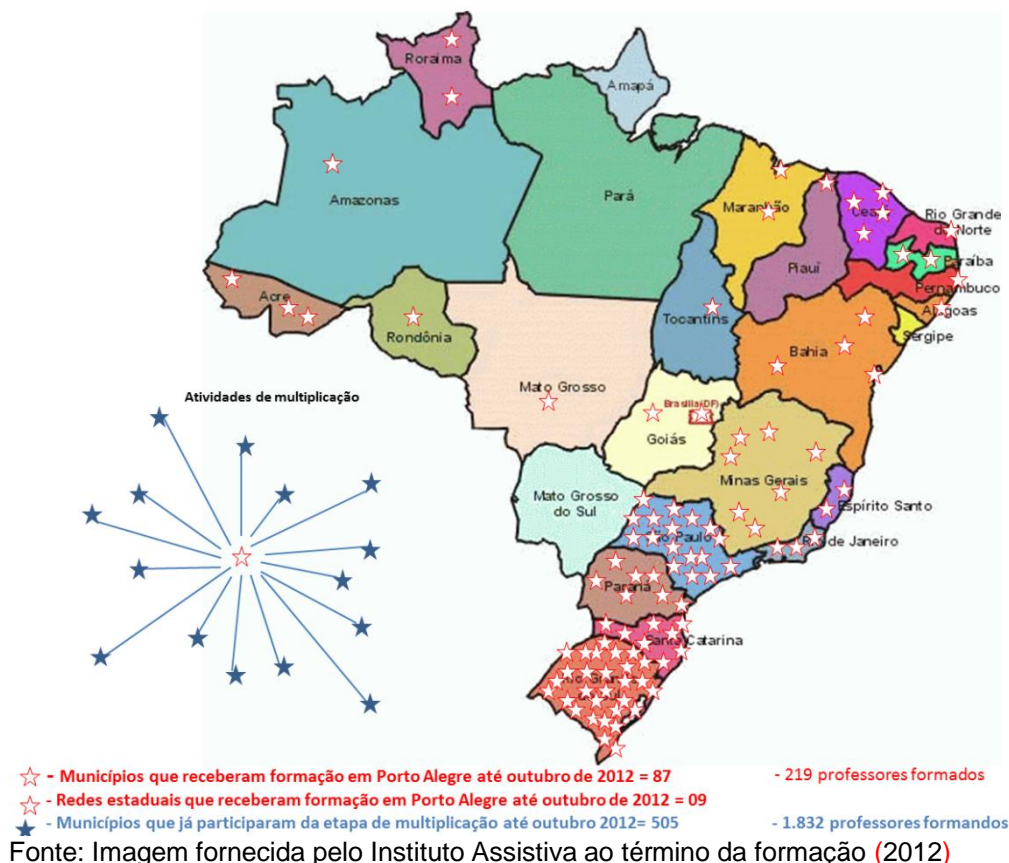 Roraima
Amapá
Amazonas
Pará
Maranhão
Ceará
Rio Grande
do Norte
Paraíba
Piauí
Pernambuco
Acre
Alagoas
Rondônia
Tocantins
Sergipe
Bahia
Mato Grosso
Atividades de multiplicação
Brasília(DF)
Goiás
Minas Gerais
Mato Grosso
do Sul
Espírito Santo
São Paulo
Rio de Janeiro
Paraná
Santa Catarina
Rio Grande
do Sul
- Municípios que receberam formação em Porto Alegre até outubro de 2012 = 87 - 219 professores formados
- Redes estaduais que receberam formação em Porto Alegre até outubro de 2012 = 09
- Municípios que já participam da etapa de multiplicação até outubro 2012= 505 - 1.832 professores formandos
Fonte: Imagem fornecida pelo Instituto Assistiva ao término da formação (2012)